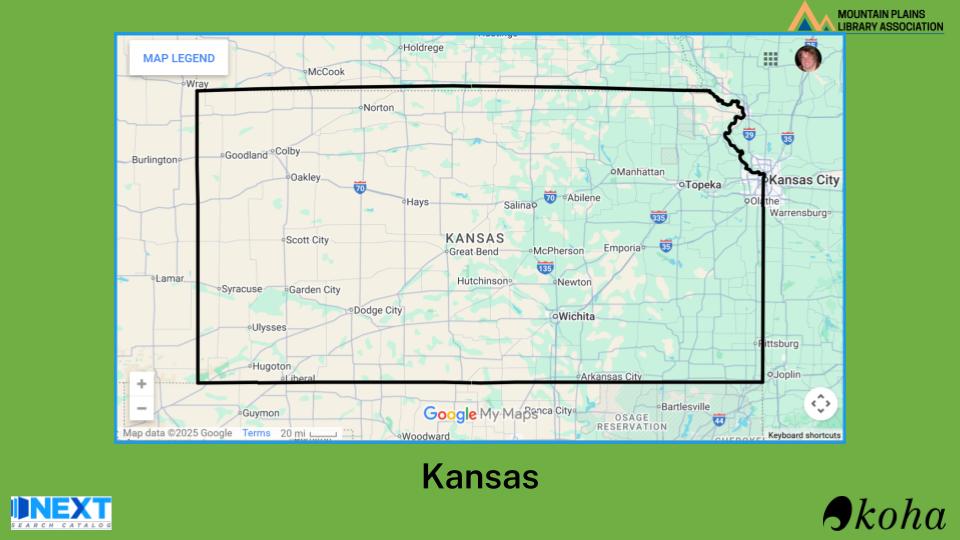 MOUNTAIN PLAINS
LIBRARY ASSOCIATION
MAP LEGEND
Holdrege
McCook
Wray
Norton
29
35
Burlington
Goodland
Colby
Manhattan
Oakley
Topeka
Kansas City
70
Hays
Salina
70
Abilene
Olathe
Warrensburg
335
Scott City
KANSAS
Great Bend
McPherson
Emporia
35
135
Lamar
Syracuse
Garden City
Hutchinson
Newton
Dodge City
Wichita
Ulysses
Pittsburg
Hugoton
Liberal
Arkansas City
Joplin
+
−
Guymon
Google My Maps
Ponca City
Bartlesville
OSAGE
RESERVATION
44
Map data ©2025 Google Terms 20 mi
Woodward
Keyboard shortcuts
Kansas
NEXT
SEARCH CATALOG
koha